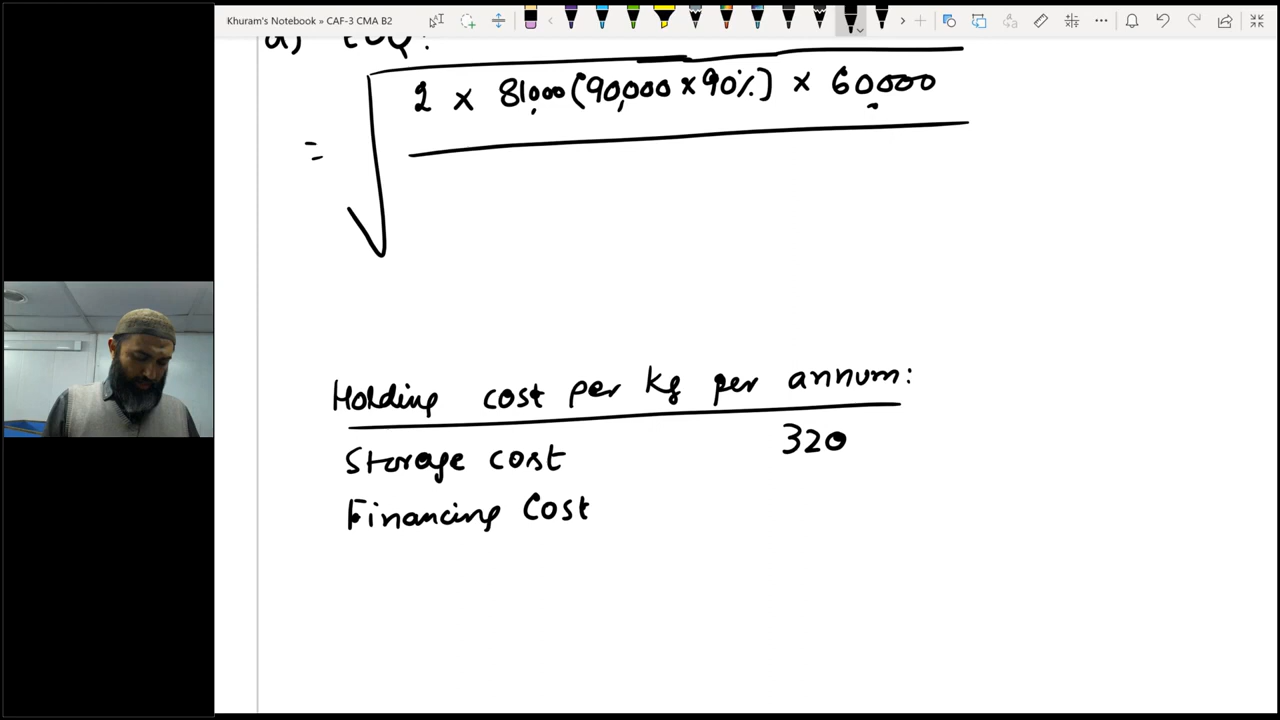 Khuram's Notebook » CAF-3 CMA B2
a) EOQ:
= √ 2 × 81,000 (90,000 × 90%) × 60,000
Holding cost per kg per annum:
Storage cost 320
Financing Cost